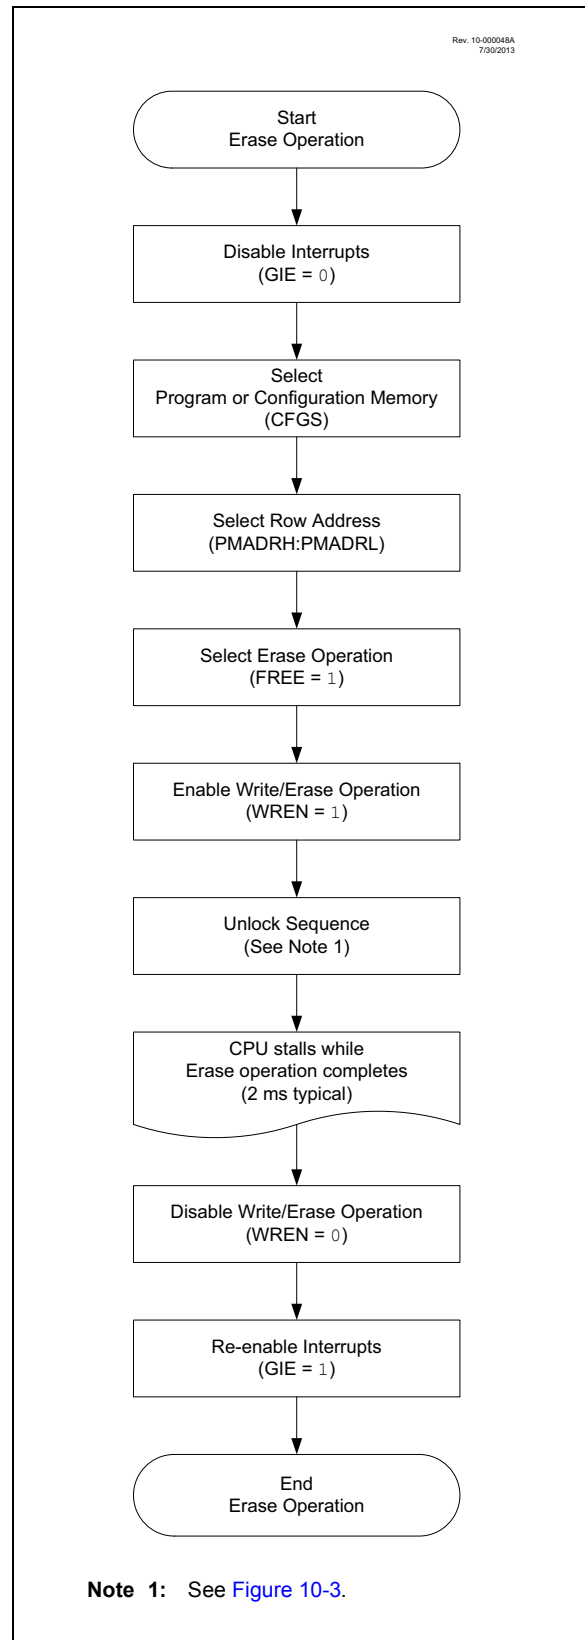 Rev. 10-000048A
7/30/2013
Start
Erase Operation
Disable Interrupts
(GIE = 0)
Select
Program or Configuration Memory
(CFGS)
Select Row Address
(PMADRH:PMADRL)
Select Erase Operation
(FREE = 1)
Enable Write/Erase Operation
(WREN = 1)
Unlock Sequence
(See Note 1)
CPU stalls while
Erase operation completes
(2 ms typical)
Disable Write/Erase Operation
(WREN = 0)
Re-enable Interrupts
(GIE = 1)
End
Erase Operation
Note 1: See Figure 10-3.